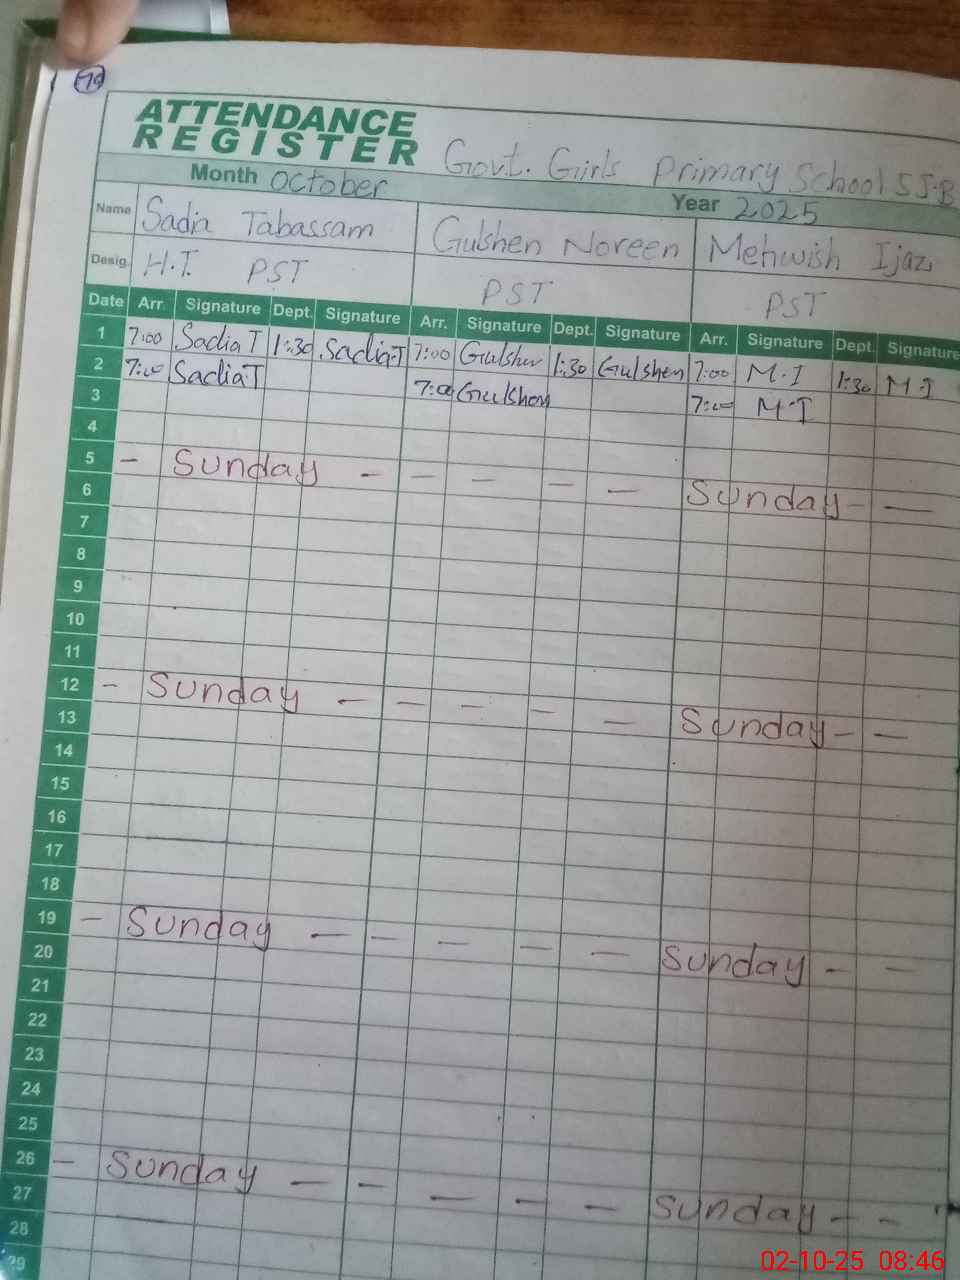 79
ATTENDANCE
REGISTER Govt. Girls Primary School 5 J-B
Month October Year 2025
Name Sadia Tabassam Gulshen Noreen Mehwish Ijaz
Desig. H.T. PST PST PST
Date Arr. Signature Dept. Signature Arr. Signature Dept. Signature Arr. Signature Dept. Signature
1 7:00 Sadia T 1:30 Sadia.T 7:00 Gulshen 1:30 Gulshen 7:00 M.I 1:30 M.I
2 7:00 Sadia.T 7:00 Gulshen 7:00 M.I
3
4
5 - Sunday - - - - - Sunday - -
6
7
8
9
10
11
12 - Sunday - - - - - Sunday - -
13
14
15
16
17
18
19 - Sunday - - - - - Sunday - -
20
21
22
23
24
25
26 - Sunday - - - - - Sunday - -
27
28
29
02-10-25 08:46